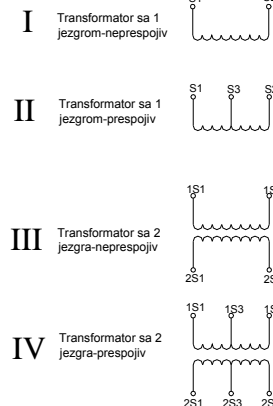 I
Transformator sa 1
jezgrom-neprespojiv
II
Transformator sa 1
jezgrom-prespojiv
S1 S3
III
Transformator sa 2
jezgra-neprespojiv
1S1
2S1
IV
Transformator sa 2
jezgra-prespojiv
1S1 1S3
2S1 2S3